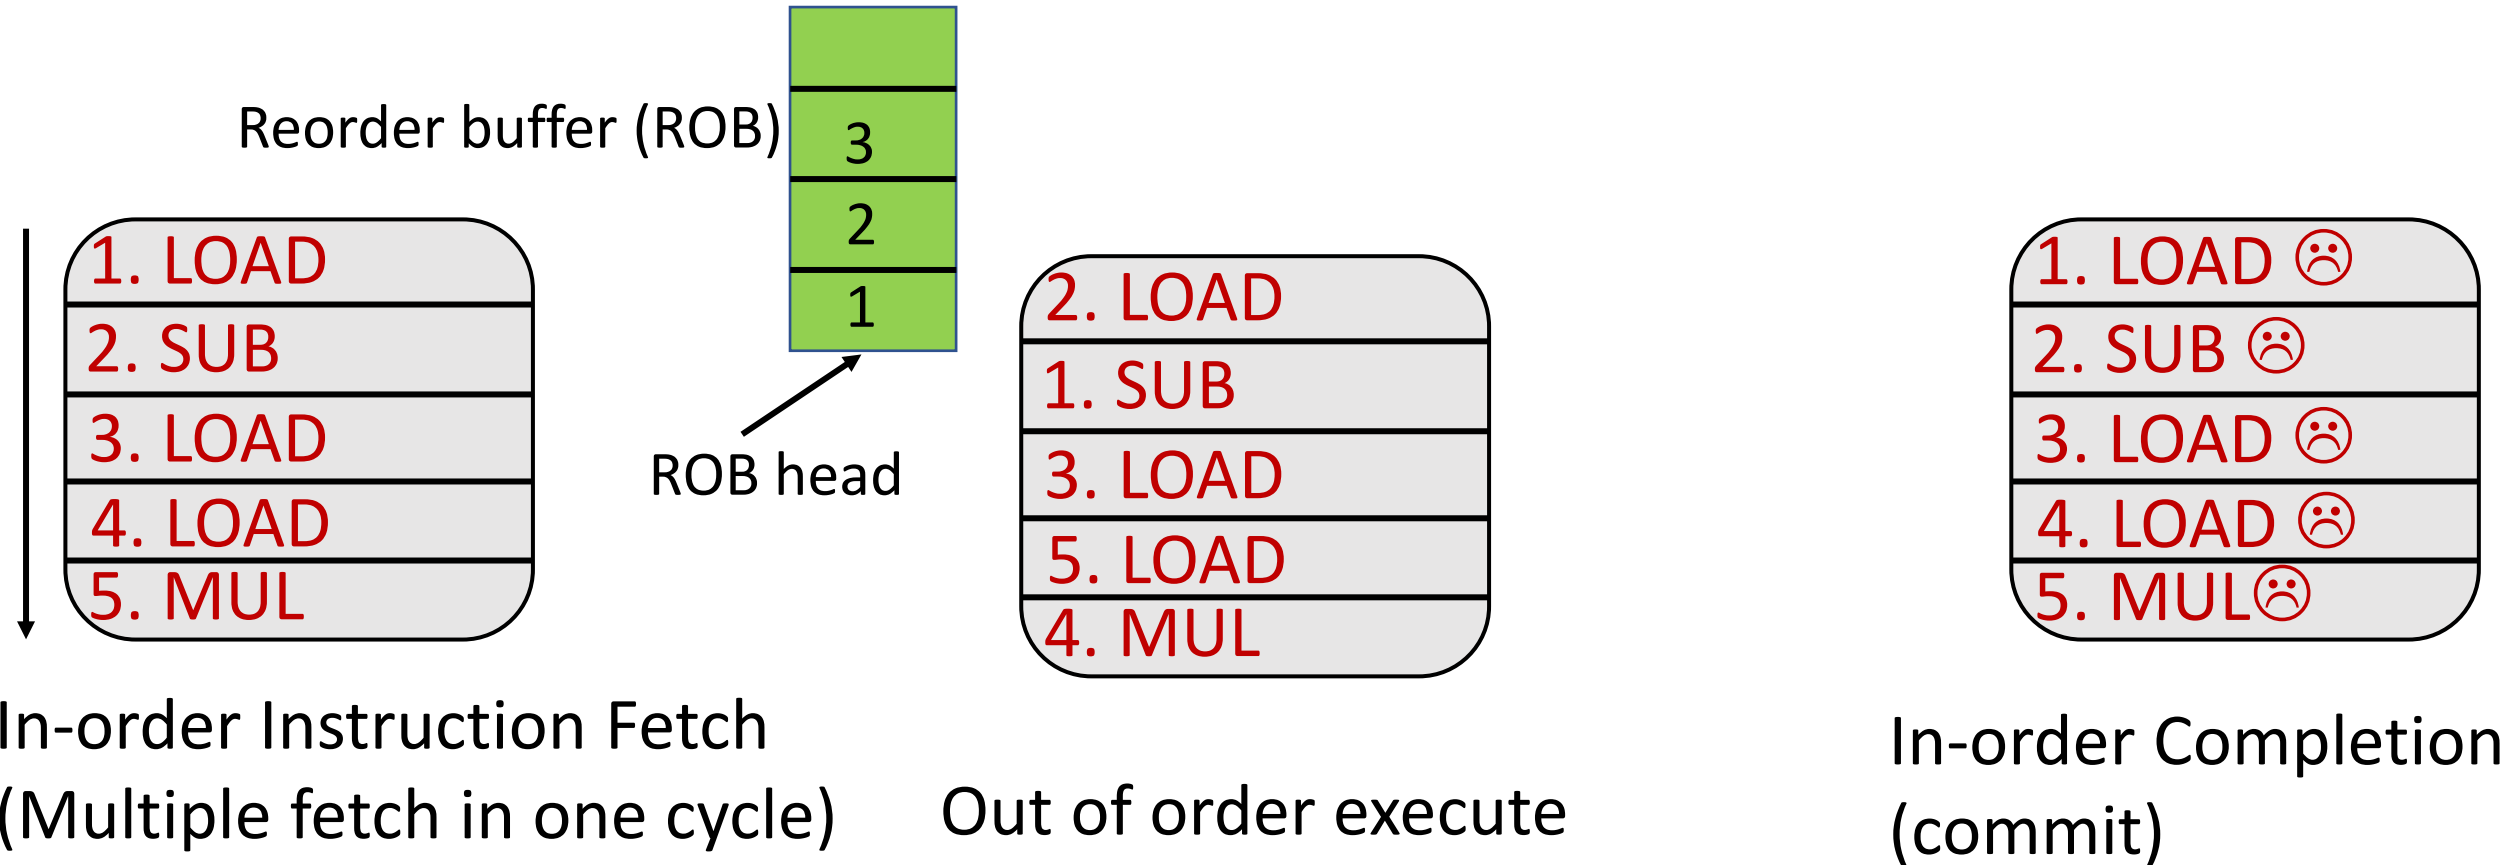 Reorder buffer (ROB)
3
2
1
ROB head
1. LOAD
2. SUB
3. LOAD
4. LOAD
5. MUL
In-order Instruction Fetch
(Multiple fetch in one cycle)
2. LOAD
1. SUB
3. LOAD
5. LOAD
4. MUL
Out of order execute
1. LOAD ☹
2. SUB ☹
3. LOAD ☹
4. LOAD ☹
5. MUL ☹
In-order Completion
(commit)